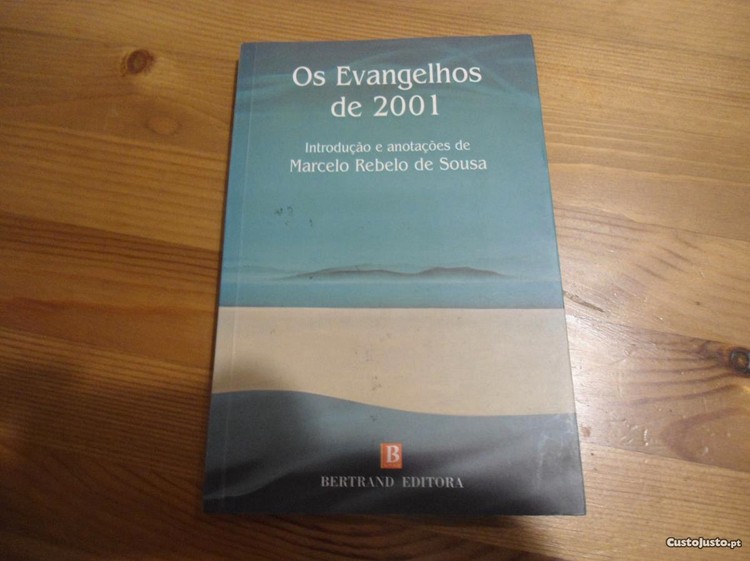 Os Evangelhos
de 2001
Introdução e anotações de
Marcelo Rebelo de Sousa
B
BERTRAND EDITORA
CustoJusto.pt